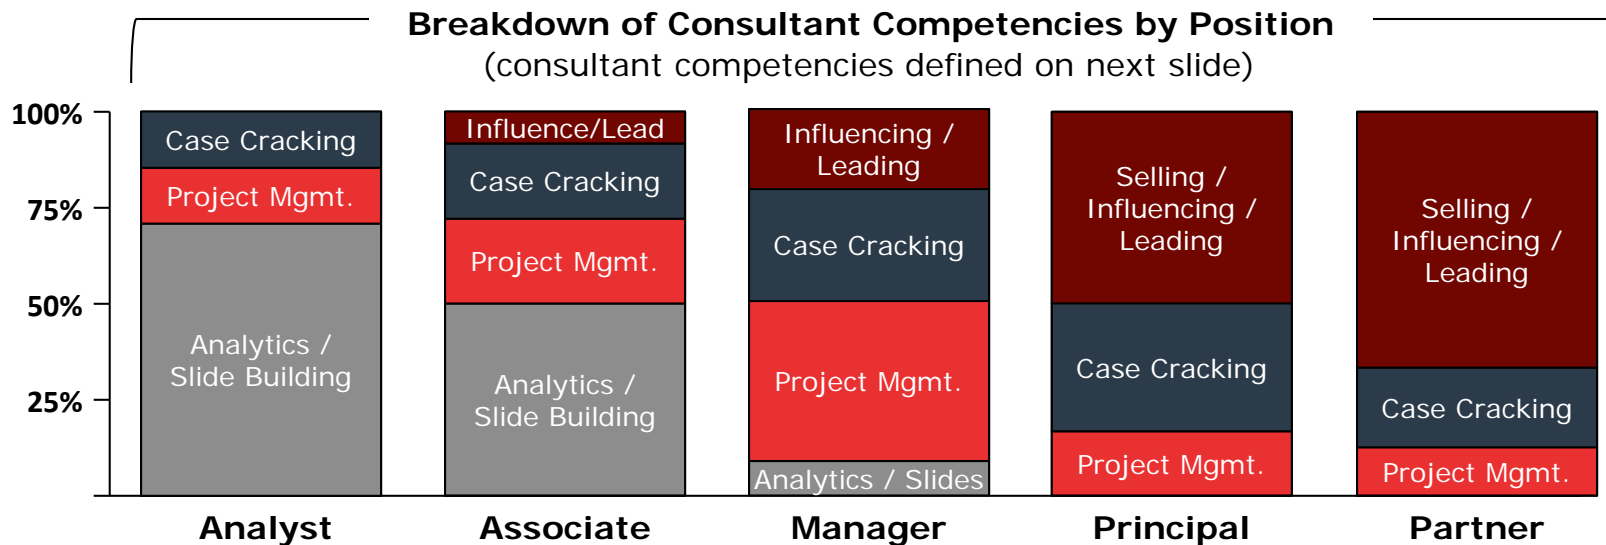 Breakdown of Consultant Competencies by Position
(consultant competencies defined on next slide)
100%
75%
50%
25%
Case Cracking
Project Mgmt.
Analytics /
Slide Building
Analyst
Influence/Lead
Case Cracking
Project Mgmt.
Analytics /
Slide Building
Associate
Influencing /
Leading
Case Cracking
Project Mgmt.
Analytics / Slides
Manager
Selling /
Influencing /
Leading
Case Cracking
Project Mgmt.
Principal
Selling /
Influencing /
Leading
Case Cracking
Project Mgmt.
Partner